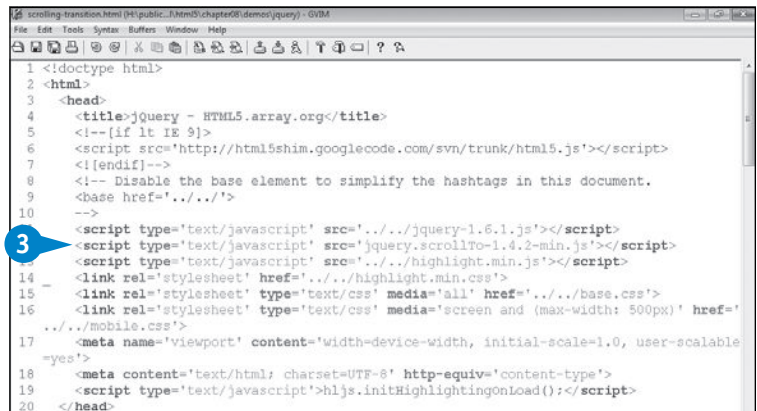 scrolling-transition.html (H:\public...l\html5\chapter08\demos\jquery) - GVIM
File Edit Tools Syntax Buffers Window Help
1 <!doctype html>
2 <html>
3 <head>
4 <title>jQuery - HTML5.array.org</title>
5 <!--[if lt IE 9]>
6 <script src='http://html5shim.googlecode.com/svn/trunk/html5.js'></script>
7 <![endif]-->
8 <!-- Disable the base element to simplify the hashtags in this document.
9 <base href='../../'>
10 -->
<script type='text/javascript' src='../../jquery-1.6.1.js'></script>
3 <script type='text/javascript' src='jquery.scrollTo-1.4.2-min.js'></script>
<script type='text/javascript' src='../../highlight.min.js'></script>
14 <link rel='stylesheet' href='../../highlight.min.css'>
15 <link rel='stylesheet' type='text/css' media='all' href='../../base.css'>
16 <link rel='stylesheet' type='text/css' media='screen and (max-width: 500px)' href='
../../mobile.css'>
17 <meta name='viewport' content='width=device-width, initial-scale=1.0, user-scalable
=yes'>
18 <meta content='text/html; charset=UTF-8' http-equiv='content-type'>
19 <script type='text/javascript'>hljs.initHighlightingOnLoad();</script>
20 </head>